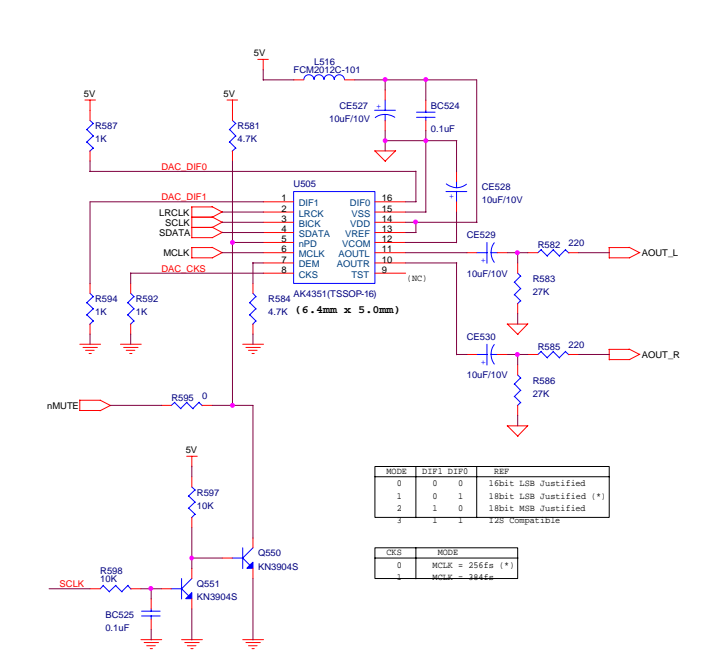 5V
L516
FCM2012C-101
5V
5V
CE527
10uF/10V
BC524
0.1uF
R587
1K
R581
4.7K
DAC_DIF0
U505
CE528
10uF/10V
DAC_DIF1
1 DIF1 DIF0 16
LRCLK 2 LRCK VSS 15
SCLK 3 BICK VDD 14
SDATA 4 SDATA VREF 13
5 nPD VCOM 12
MCLK 6 MCLK AOUTL 11
7 DEM AOUTR 10
DAC_CKS 8 CKS TST 9 (NC)
AK4351(TSSOP-16)
(6.4mm x 5.0mm)
CE529
10uF/10V
R582 220
AOUT_L
R583
27K
R594
1K
R592
1K
R584
4.7K
CE530
10uF/10V
R585 220
AOUT_R
R586
27K
nMUTE
R595 0
5V
R597
10K
Q550
KN3904S
SCLK
R598
10K
Q551
KN3904S
BC525
0.1uF
MODE DIF1 DIF0 REF
0 0 0 16bit LSB Justified
1 0 1 18bit LSB Justified (*)
2 1 0 18bit MSB Justified
3 1 1 I2S Compatible
CKS MODE
0 MCLK = 256fs (*)
1 MCLK = 384fs